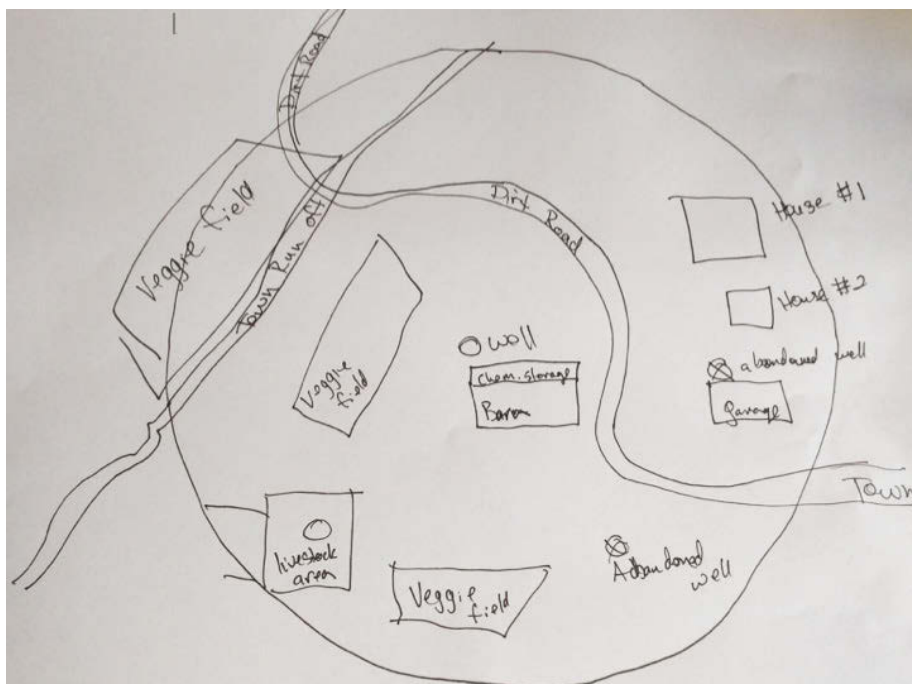 Dirt Road
Veggie field
Town Run off
Dirt Road
House #1
House #2
Veggie
field
well
chem. storage
Barn
abandoned well
garage
Town
livestock
area
Veggie
field
Abandoned
well